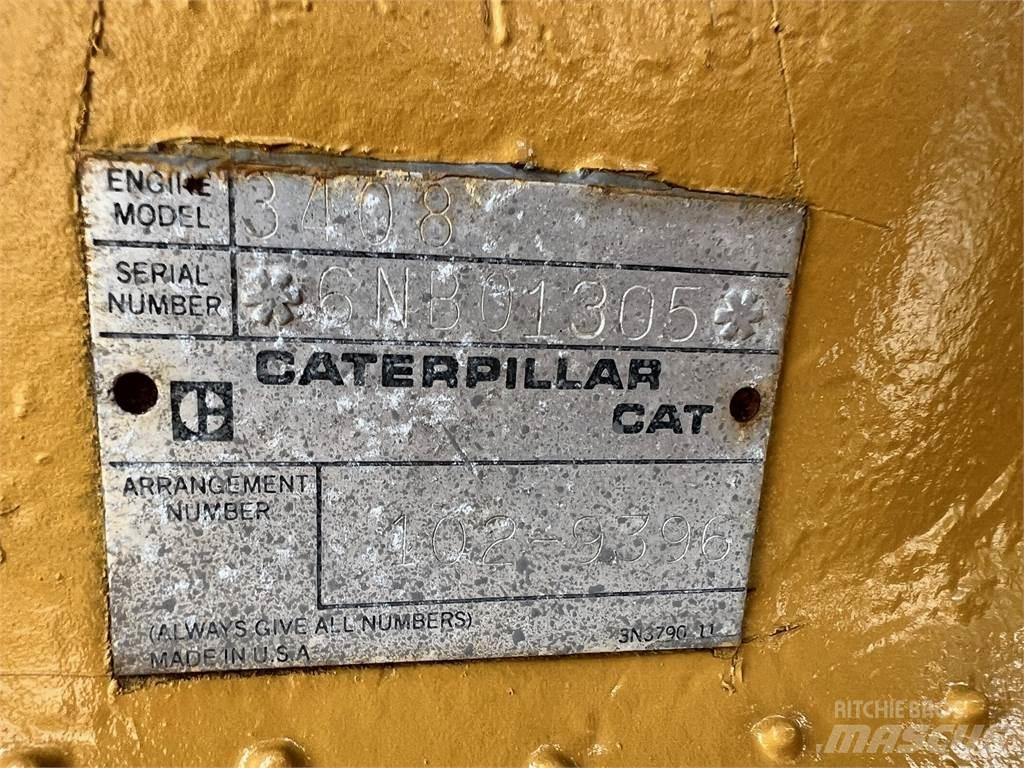 ENGINE MODEL 3408
SERIAL NUMBER *6NB01305*
CATERPILLAR
CAT
ARRANGEMENT NUMBER 102-9396
(ALWAYS GIVE ALL NUMBERS)
MADE IN U.S.A.
3N3790 11
RITCHIE BROS
MASCUS